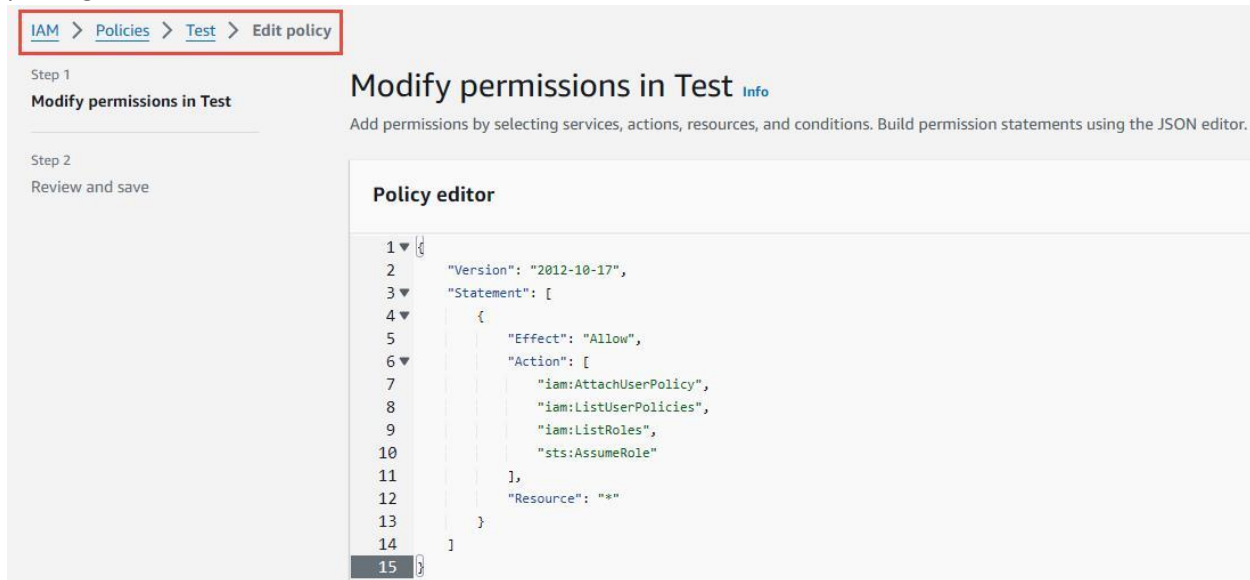 IAM > Policies > Test > Edit policy
Step 1
Modify permissions in Test
Step 2
Review and save
Modify permissions in Test Info
Add permissions by selecting services, actions, resources, and conditions. Build permission statements using the JSON editor.
Policy editor
1 {
2 "Version": "2012-10-17",
3 "Statement": [
4 {
5 "Effect": "Allow",
6 "Action": [
7 "iam:AttachUserPolicy",
8 "iam:ListUserPolicies",
9 "iam:ListRoles",
10 "sts:AssumeRole"
11 ],
12 "Resource": "*"
13 }
14 ]
15 }